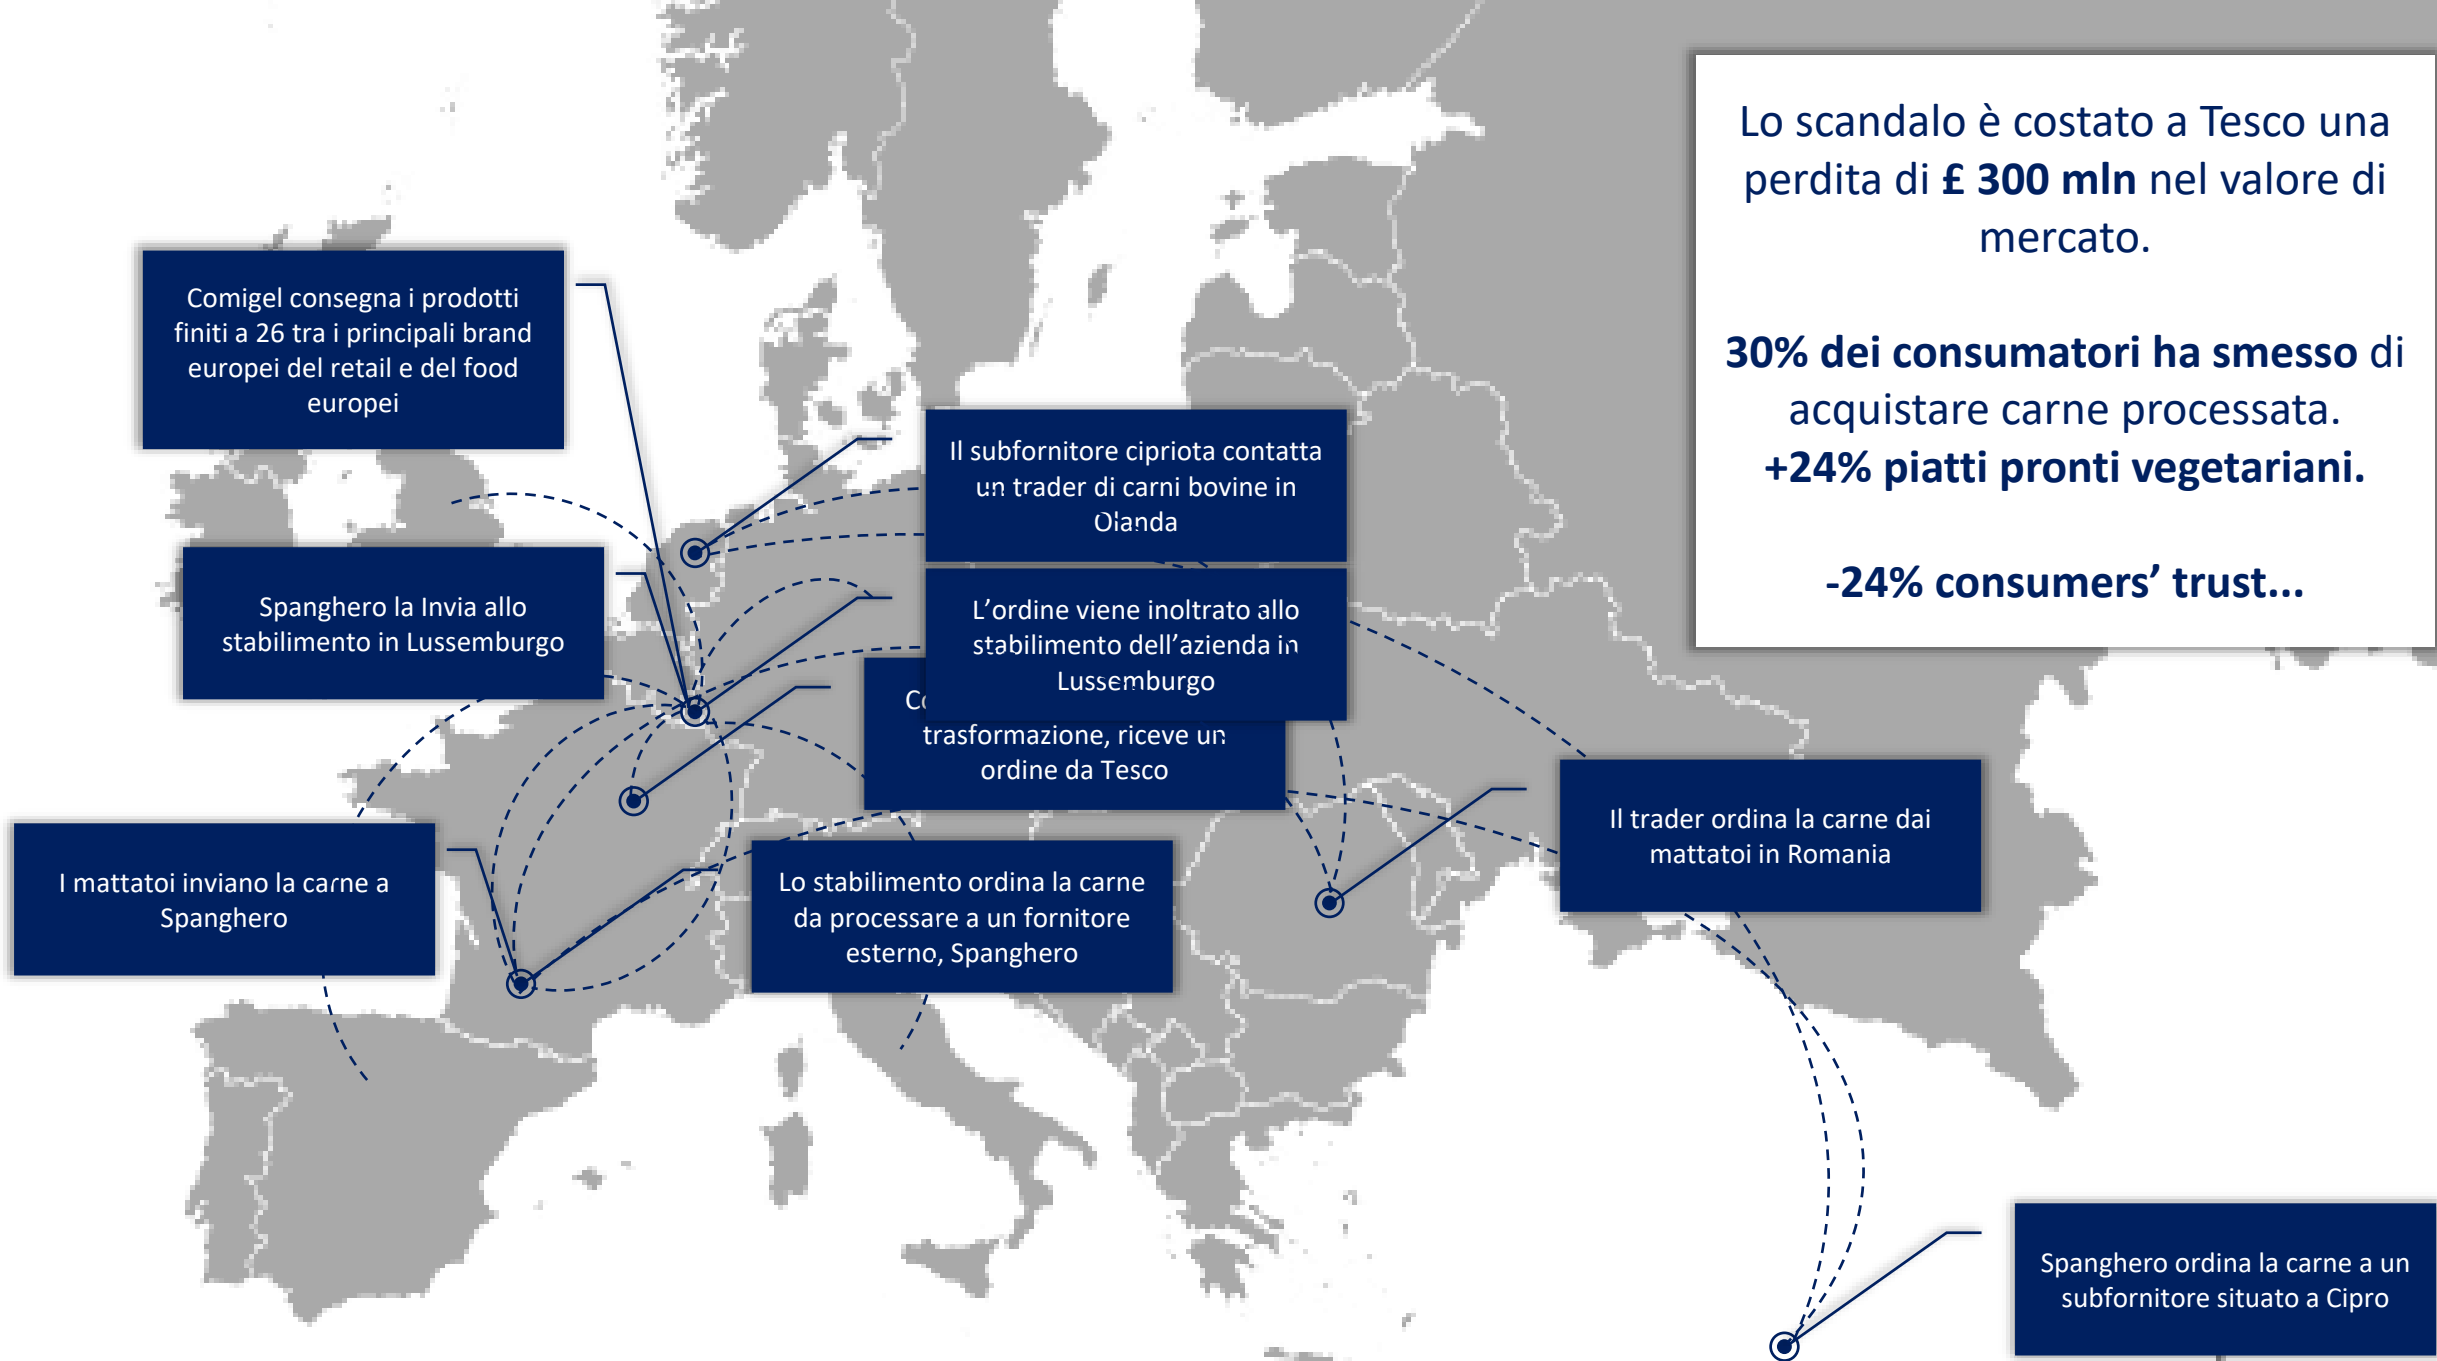 Lo scandalo è costato a Tesco una
perdita di £ 300 mln nel valore di
mercato.
30% dei consumatori ha smesso di
acquistare carne processata.
+24% piatti pronti vegetariani.
-24% consumers’ trust...
Comigel consegna i prodotti
finiti a 26 tra i principali brand
europei del retail e del food
europei
Il subfornitore cipriota contatta
un trader di carni bovine in
Olanda
Spanghero la Invia allo
stabilimento in Lussemburgo
L’ordine viene inoltrato allo
stabilimento dell’azienda in
Lussemburgo
trasformazione, riceve un
ordine da Tesco
Il trader ordina la carne dai
mattatoi in Romania
I mattatoi inviano la carne a
Spanghero
Lo stabilimento ordina la carne
da processare a un fornitore
esterno, Spanghero
Spanghero ordina la carne a un
subfornitore situato a Cipro